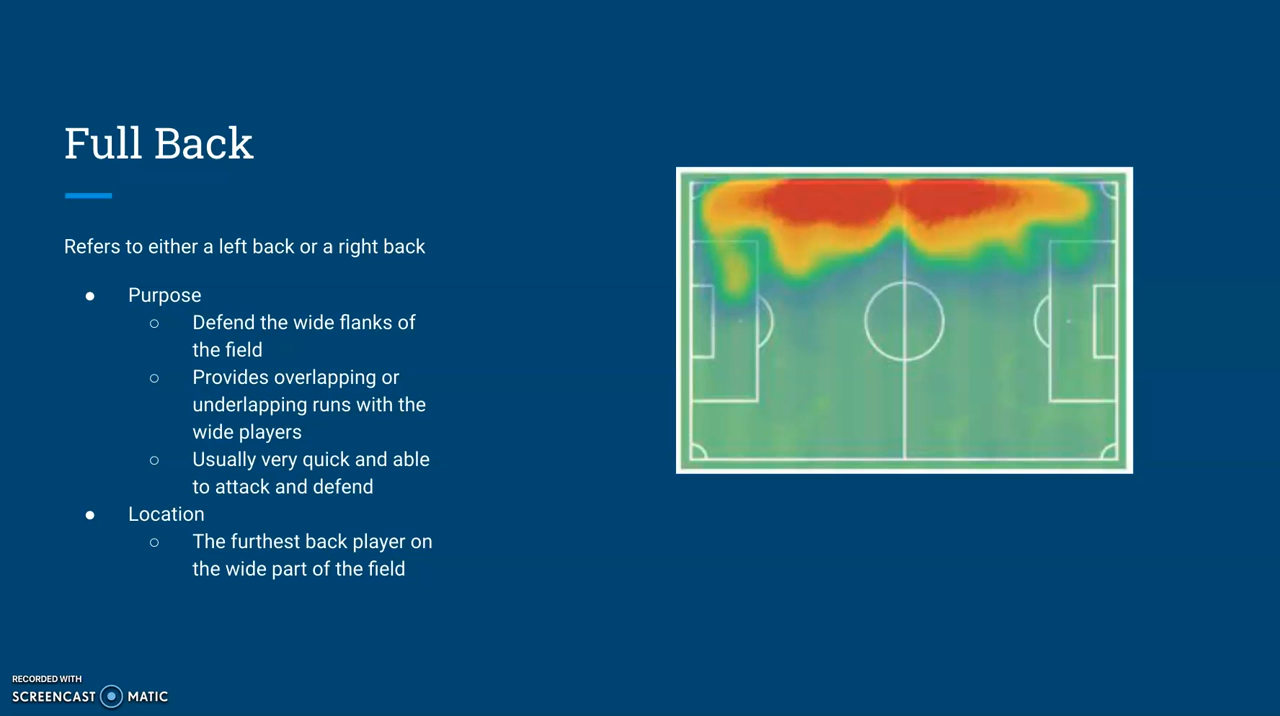 Full Back
Refers to either a left back or a right back
● Purpose
○ Defend the wide flanks of
the field
○ Provides overlapping or
underlapping runs with the
wide players
○ Usually very quick and able
to attack and defend
● Location
○ The furthest back player on
the wide part of the field
RECORDED WITH
SCREENCAST MATIC